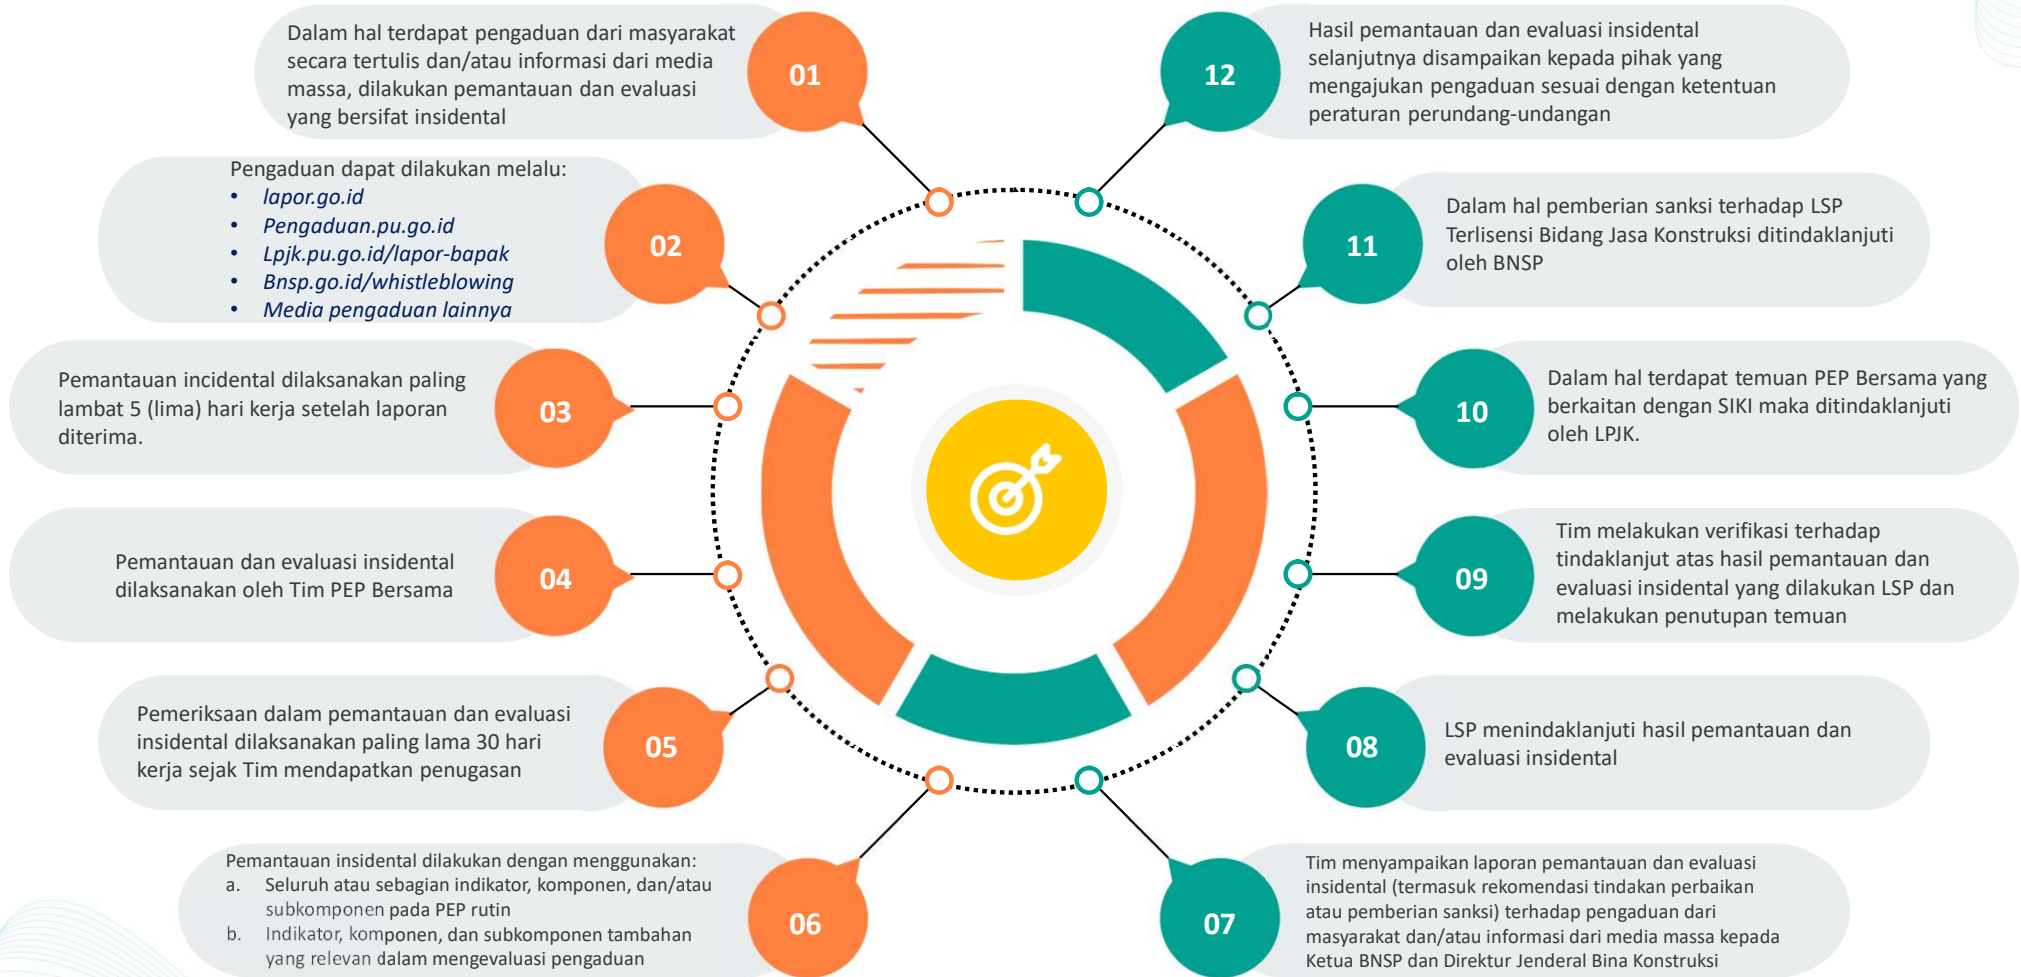 Dalam hal terdapat pengaduan dari masyarakat
secara tertulis dan/atau informasi dari media
massa, dilakukan pemantauan dan evaluasi
yang bersifat insidental
01
Pengaduan dapat dilakukan melalu:
• lapor.go.id
• Pengaduan.pu.go.id
• Lpjk.pu.go.id/lapor-bapak
• Bnsp.go.id/whistleblowing
• Media pengaduan lainnya
02
Pemantauan incidental dilaksanakan paling
lambat 5 (lima) hari kerja setelah laporan
diterima.
03
Pemantauan dan evaluasi insidental
dilaksanakan oleh Tim PEP Bersama
04
Pemeriksaan dalam pemantauan dan evaluasi
insidental dilaksanakan paling lama 30 hari
kerja sejak Tim mendapatkan penugasan
05
Pemantauan insidental dilakukan dengan menggunakan:
a. Seluruh atau sebagian indikator, komponen, dan/atau
subkomponen pada PEP rutin
b. Indikator, komponen, dan subkomponen tambahan
yang relevan dalam mengevaluasi pengaduan
06
07
Tim menyampaikan laporan pemantauan dan evaluasi
insidental (termasuk rekomendasi tindakan perbaikan
atau pemberian sanksi) terhadap pengaduan dari
masyarakat dan/atau informasi dari media massa kepada
Ketua BNSP dan Direktur Jenderal Bina Konstruksi
08
LSP menindaklanjuti hasil pemantauan dan
evaluasi insidental
09
Tim melakukan verifikasi terhadap
tindaklanjut atas hasil pemantauan dan
evaluasi insidental yang dilakukan LSP dan
melakukan penutupan temuan
10
Dalam hal terdapat temuan PEP Bersama yang
berkaitan dengan SIKI maka ditindaklanjuti
oleh LPJK.
11
Dalam hal pemberian sanksi terhadap LSP
Terlisensi Bidang Jasa Konstruksi ditindaklanjuti
oleh BNSP
12
Hasil pemantauan dan evaluasi insidental
selanjutnya disampaikan kepada pihak yang
mengajukan pengaduan sesuai dengan ketentuan
peraturan perundang-undangan